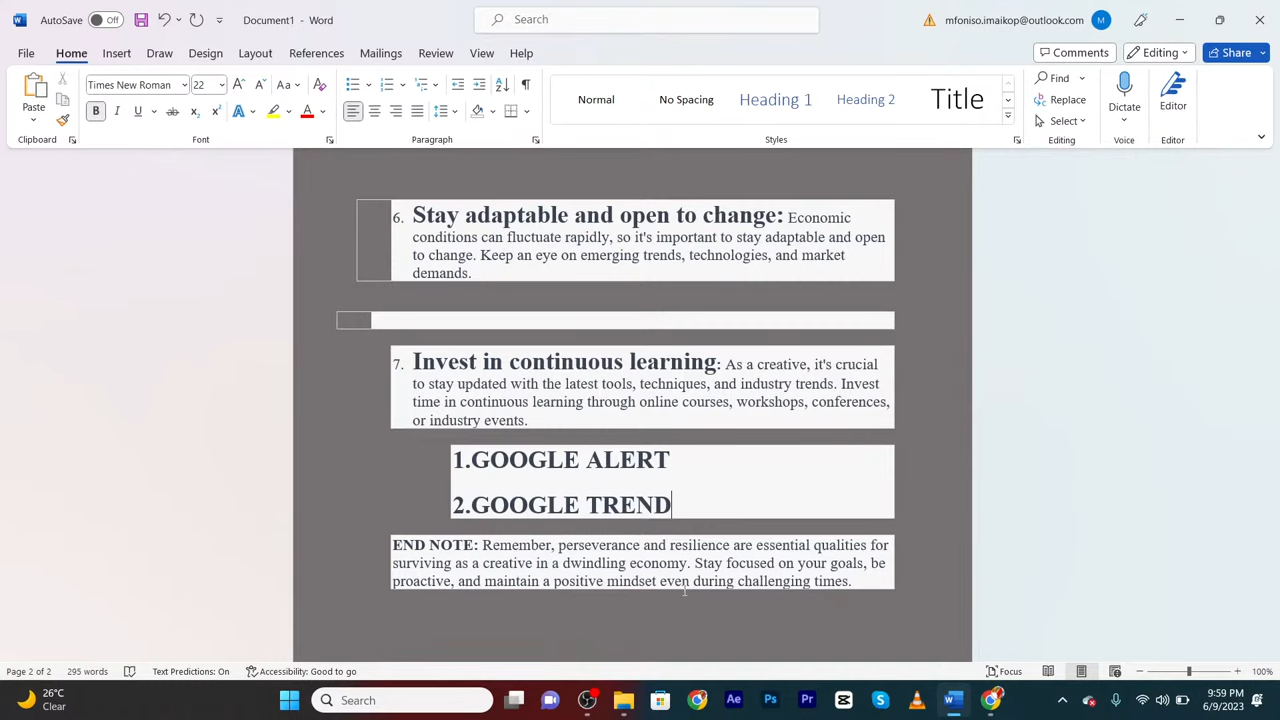 AutoSave Off Document1 - Word Search mfoniso.imaikop@outlook.com M
File Home Insert Draw Design Layout References Mailings Review View Help Comments Editing Share
Paste Times New Roman 22 Aa Normal No Spacing Heading 1 Heading 2 Title Find Replace Select Dictate Editor
Clipboard Font Paragraph Styles Editing Voice Editor
6. Stay adaptable and open to change: Economic
conditions can fluctuate rapidly, so it's important to stay adaptable and open
to change. Keep an eye on emerging trends, technologies, and market
demands.
7. Invest in continuous learning: As a creative, it's crucial
to stay updated with the latest tools, techniques, and industry trends. Invest
time in continuous learning through online courses, workshops, conferences,
or industry events.
1.GOOGLE ALERT
2.GOOGLE TREND
END NOTE: Remember, perseverance and resilience are essential qualities for
surviving as a creative in a dwindling economy. Stay focused on your goals, be
proactive, and maintain a positive mindset even during challenging times.
Page 2 of 2 295 words Text Predictions: On Accessibility: Good to go Focus 100%
26°C
Clear
Search
9:59 PM
6/9/2023